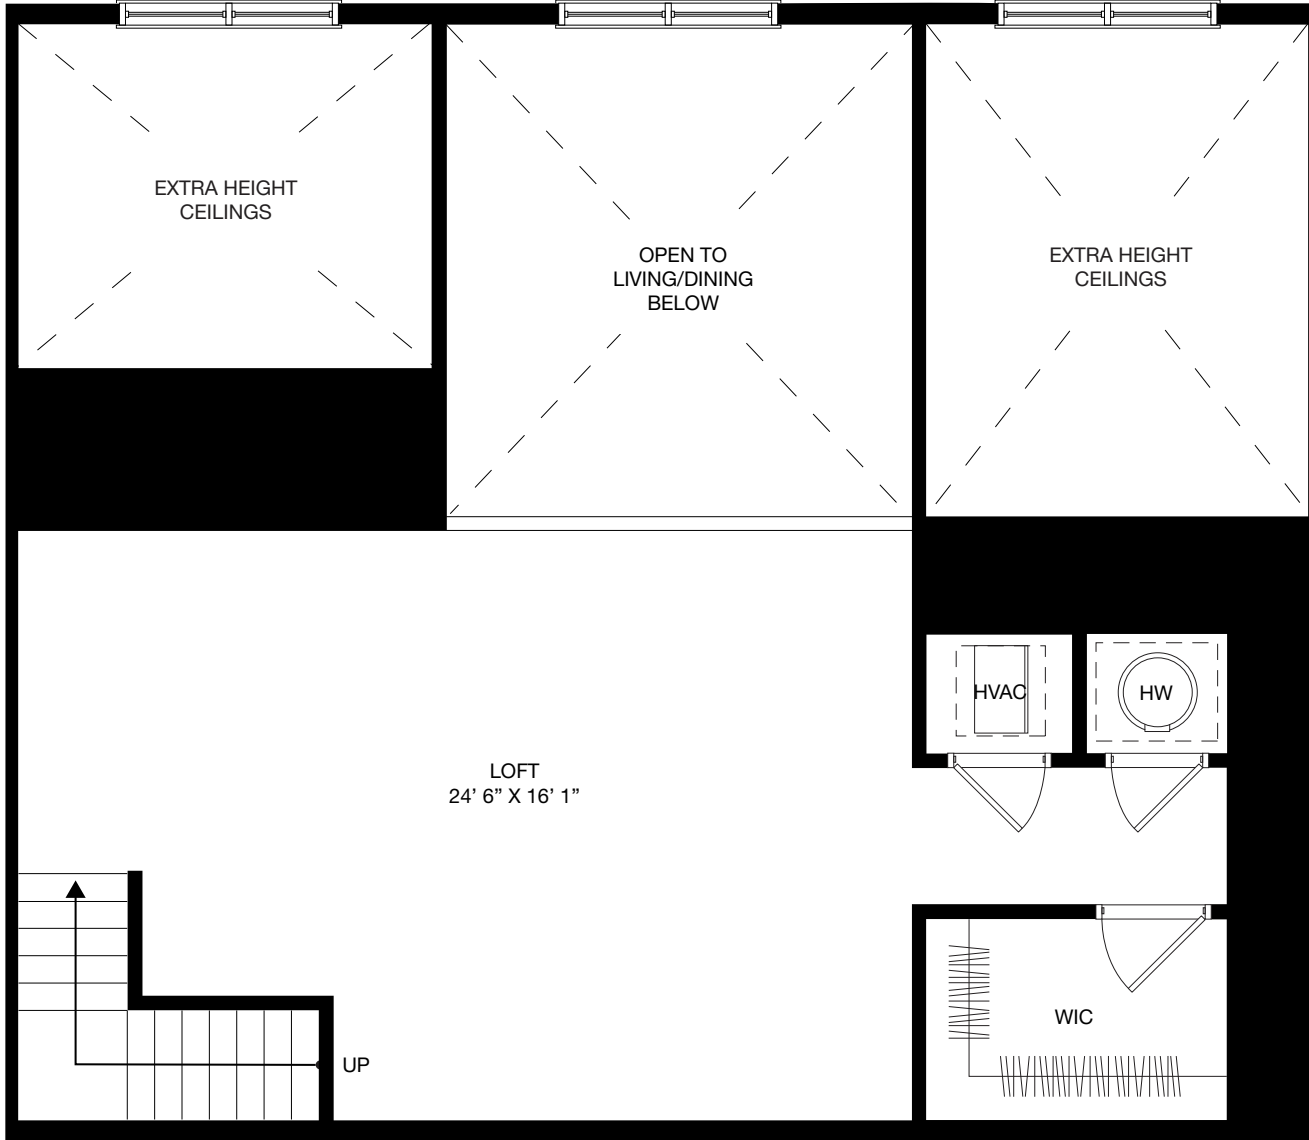 EXTRA HEIGHT
CEILINGS
OPEN TO
LIVING/DINING
BELOW
EXTRA HEIGHT
CEILINGS
HVAC
HW
LOFT
24’ 6” X 16’ 1”
WIC
UP